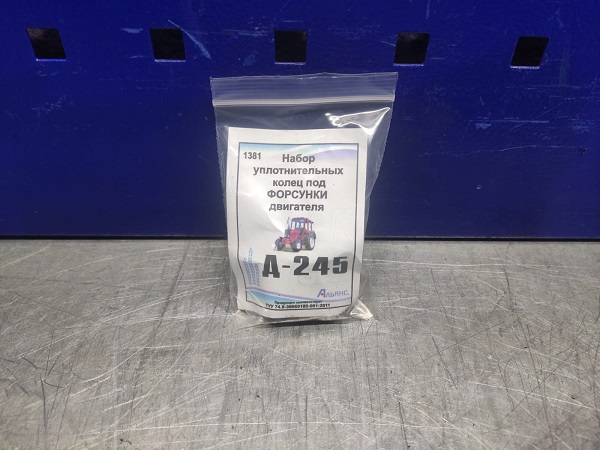 1381 Набор
уплотнительных
колец под
ФОРСУНКИ
двигателя
Д-245
Альянс